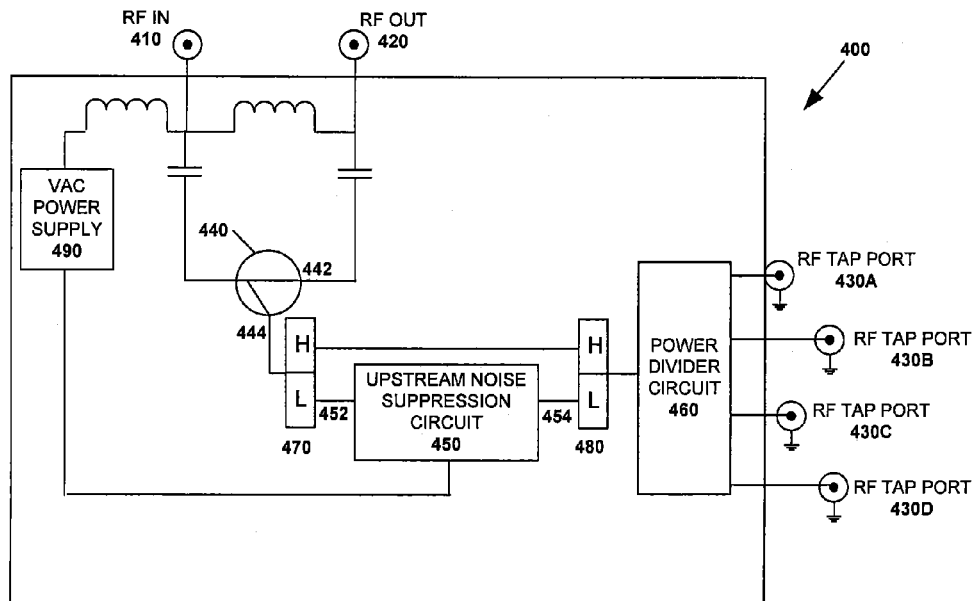 RF IN
410
RF OUT
420
400
VAC
POWER
SUPPLY
490
440
442
444
H
L
470
452
UPSTREAM NOISE
SUPPRESSION
CIRCUIT
450
454
H
L
480
POWER
DIVIDER
CIRCUIT
460
RF TAP PORT
430A
RF TAP PORT
430B
RF TAP PORT
430C
RF TAP PORT
430D